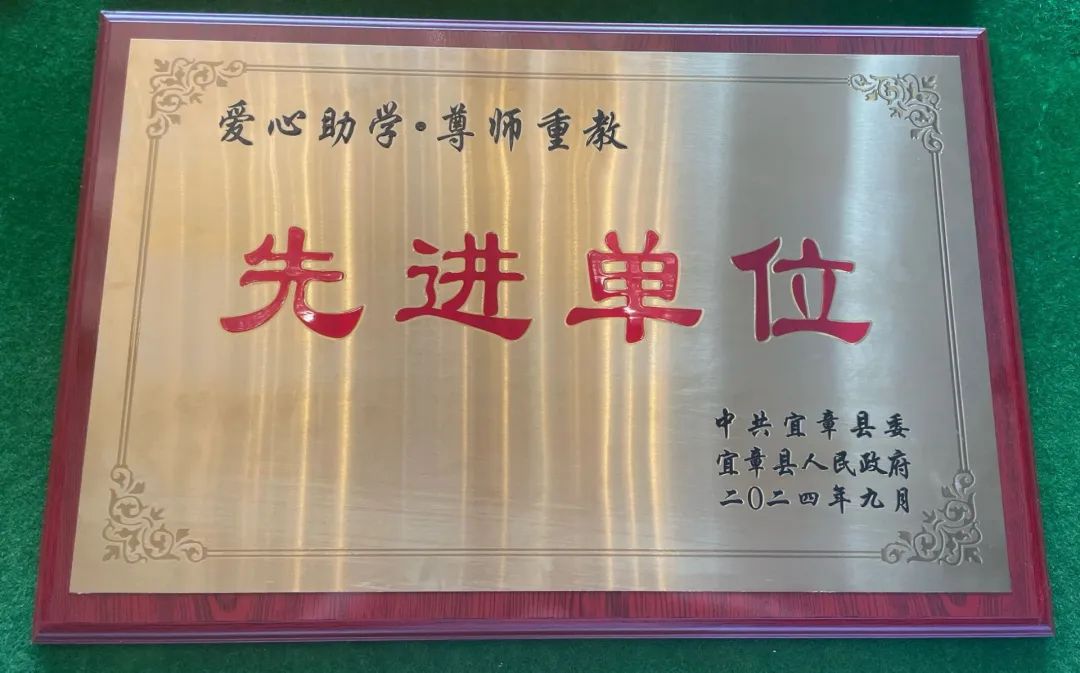 爱心助学·尊师重教
先进单位
中共宜章县委
宜章县人民政府
二〇二四年九月